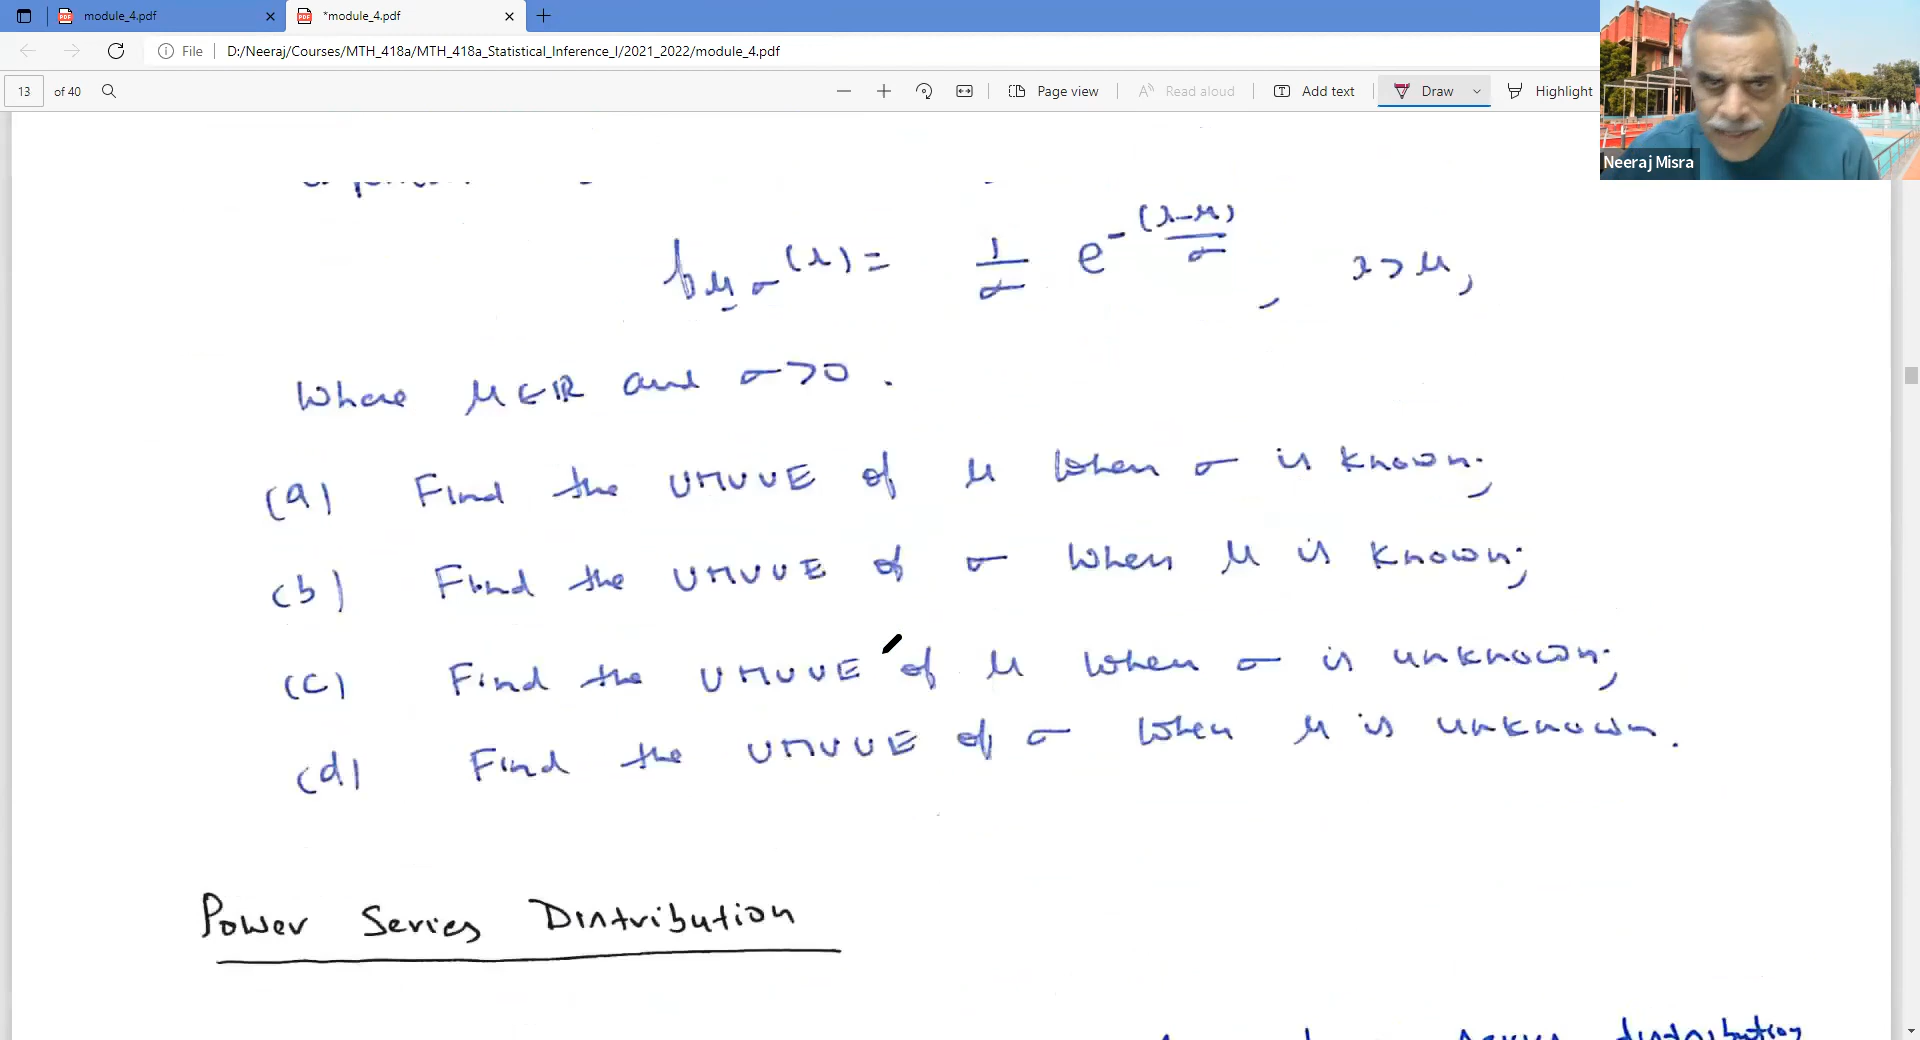 module_4.pdf
*module_4.pdf
File D:/Neeraj/Courses/MTH_418a/MTH_418a_Statistical_Inference_I/2021_2022/module_4.pdf
13 of 40 Page view Read aloud Add text Draw Highlight
Neeraj Misra
f_{μ,σ}(x) = 1/σ e^{-(x-μ)/σ}, x>μ,
Where μ∈ℝ and σ>0.
(a) Find the UMVUE of μ when σ is known;
(b) Find the UMVUE of σ when μ is known;
(c) Find the UMVUE of μ when σ is unknown;
(d) Find the UMVUE of σ when μ is unknown.
Power Series Distribution
distribution